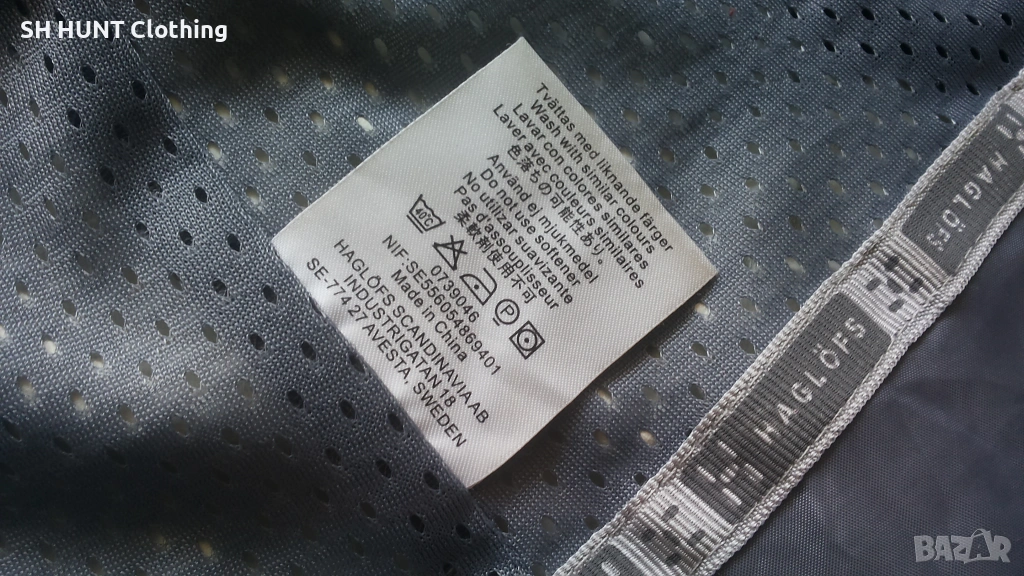 SH HUNT Clothing
Tvättas med liknande färger
Wash with similar colours
Lavar con colores similares
Laver avec couleurs similaires
色落ちの可能性あり。
Använd ej mjukmedel
Do not use softener
No utilizar suavizante
Pas d'assouplisseur
柔軟剤使用不可
P
0739046
Made in China
NIF-SE556054869401
HAGLÖFS SCANDINAVIA AB
INDUSTRIGATAN 18
SE-774 27 AVESTA, SWEDEN
HAGLÖFS
HAGLÖFS
BAZAR